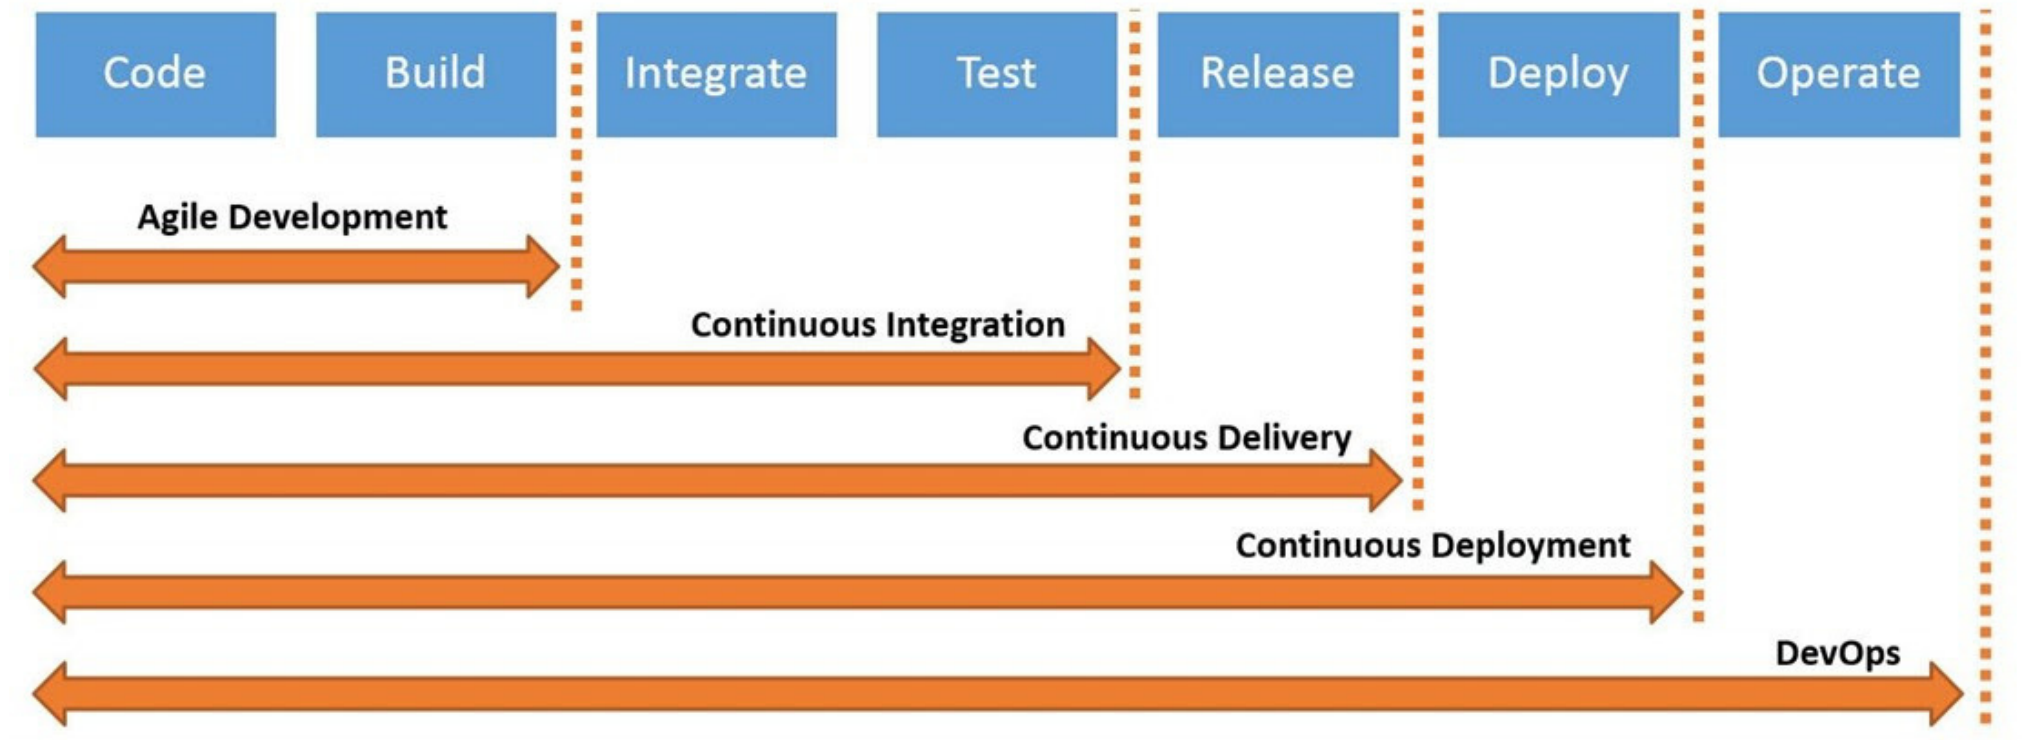 Code
Build
Integrate
Test
Release
Deploy
Operate
Agile Development
Continuous Integration
Continuous Delivery
Continuous Deployment
DevOps